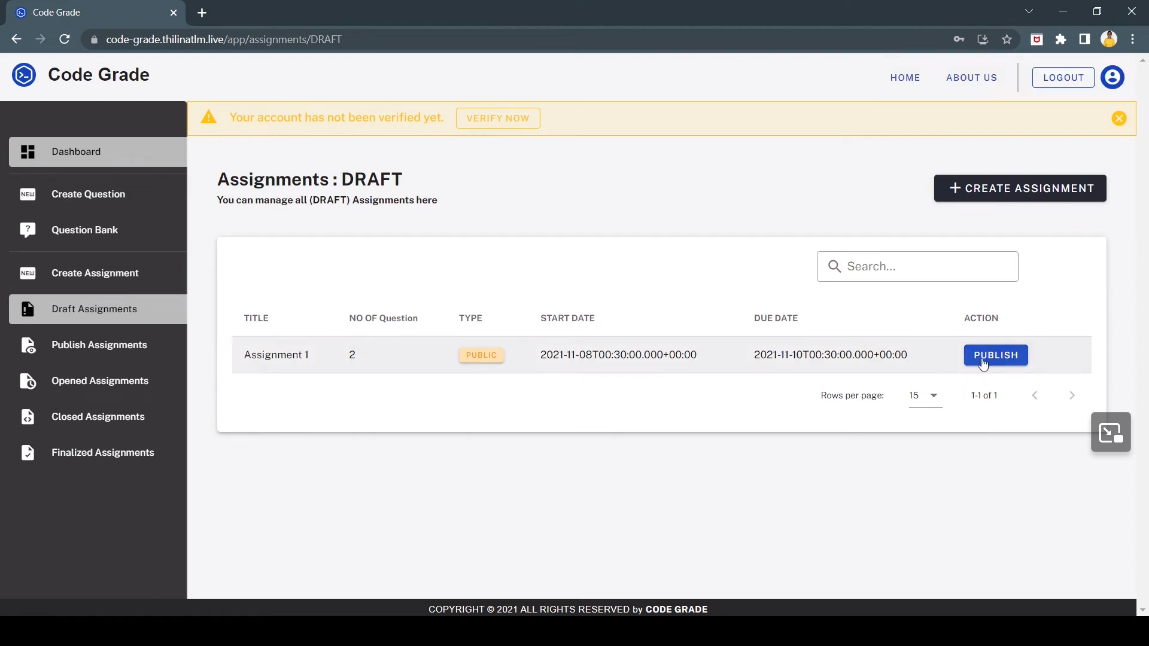 Code Grade
code-grade.thilinatlm.live/app/assignments/DRAFT
Code Grade
HOME
ABOUT US
LOGOUT
Your account has not been verified yet.
VERIFY NOW
Dashboard
NEW Create Question
Question Bank
NEW Create Assignment
Draft Assignments
Publish Assignments
Opened Assignments
Closed Assignments
Finalized Assignments
Assignments : DRAFT
You can manage all (DRAFT) Assignments here
+ CREATE ASSIGNMENT
Search...
TITLE NO OF Question TYPE START DATE DUE DATE ACTION
Assignment 1 2 PUBLIC 2021-11-08T00:30:00.000+00:00 2021-11-10T00:30:00.000+00:00 PUBLISH
Rows per page: 15 1-1 of 1
COPYRIGHT © 2021 ALL RIGHTS RESERVED by CODE GRADE